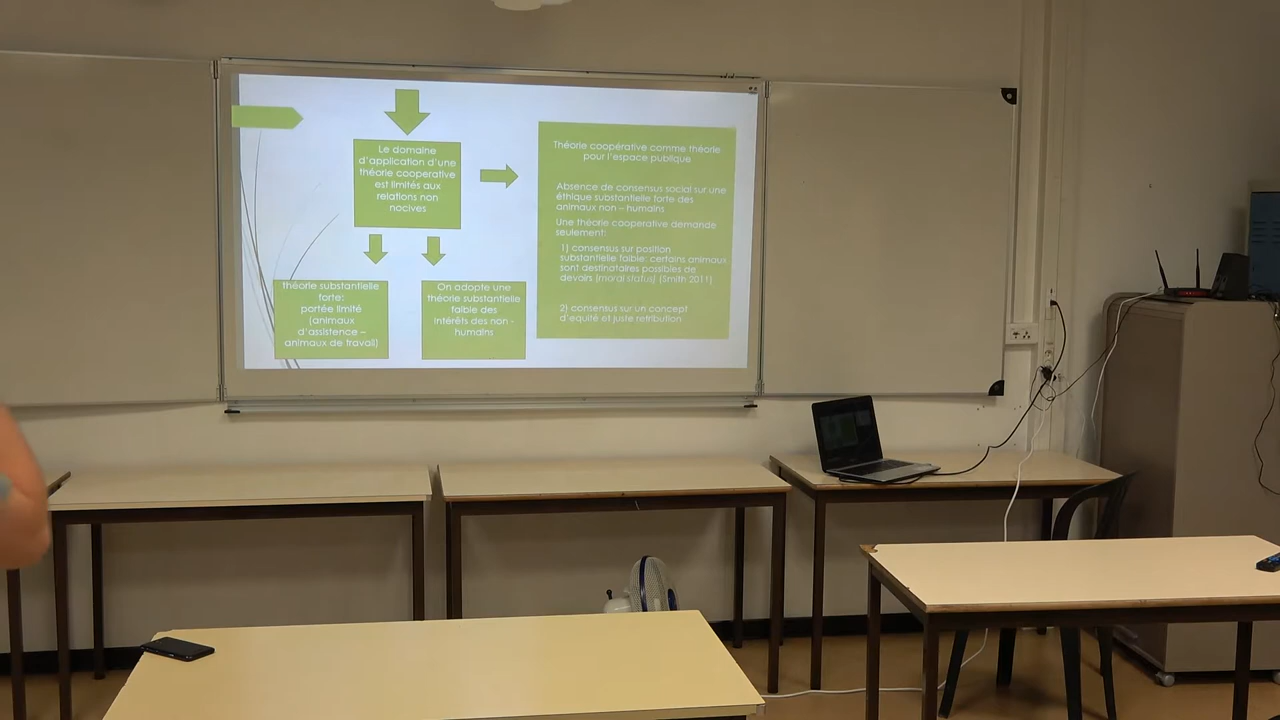 Le domaine
d'application d'une
théorie cooperative
est limités aux
relations non
nocives
théorie substantielle
forte:
portée limité
(animaux
d'assistence –
animaux de travail)
On adopte une
théorie substantielle
faible des
intérêts des non -
humains
Théorie coopérative comme théorie
pour l'espace publique
Absence de consensus social sur une
éthique substantielle forte des
animaux non – humains
Une théorie cooperative demande
seulement:
1) consensus sur position
substantielle faible: certains animaux
sont destinataires possibles de
devoirs (moral status) (Smith 2011)
2) consensus sur un concept
d'equité et juste retribution